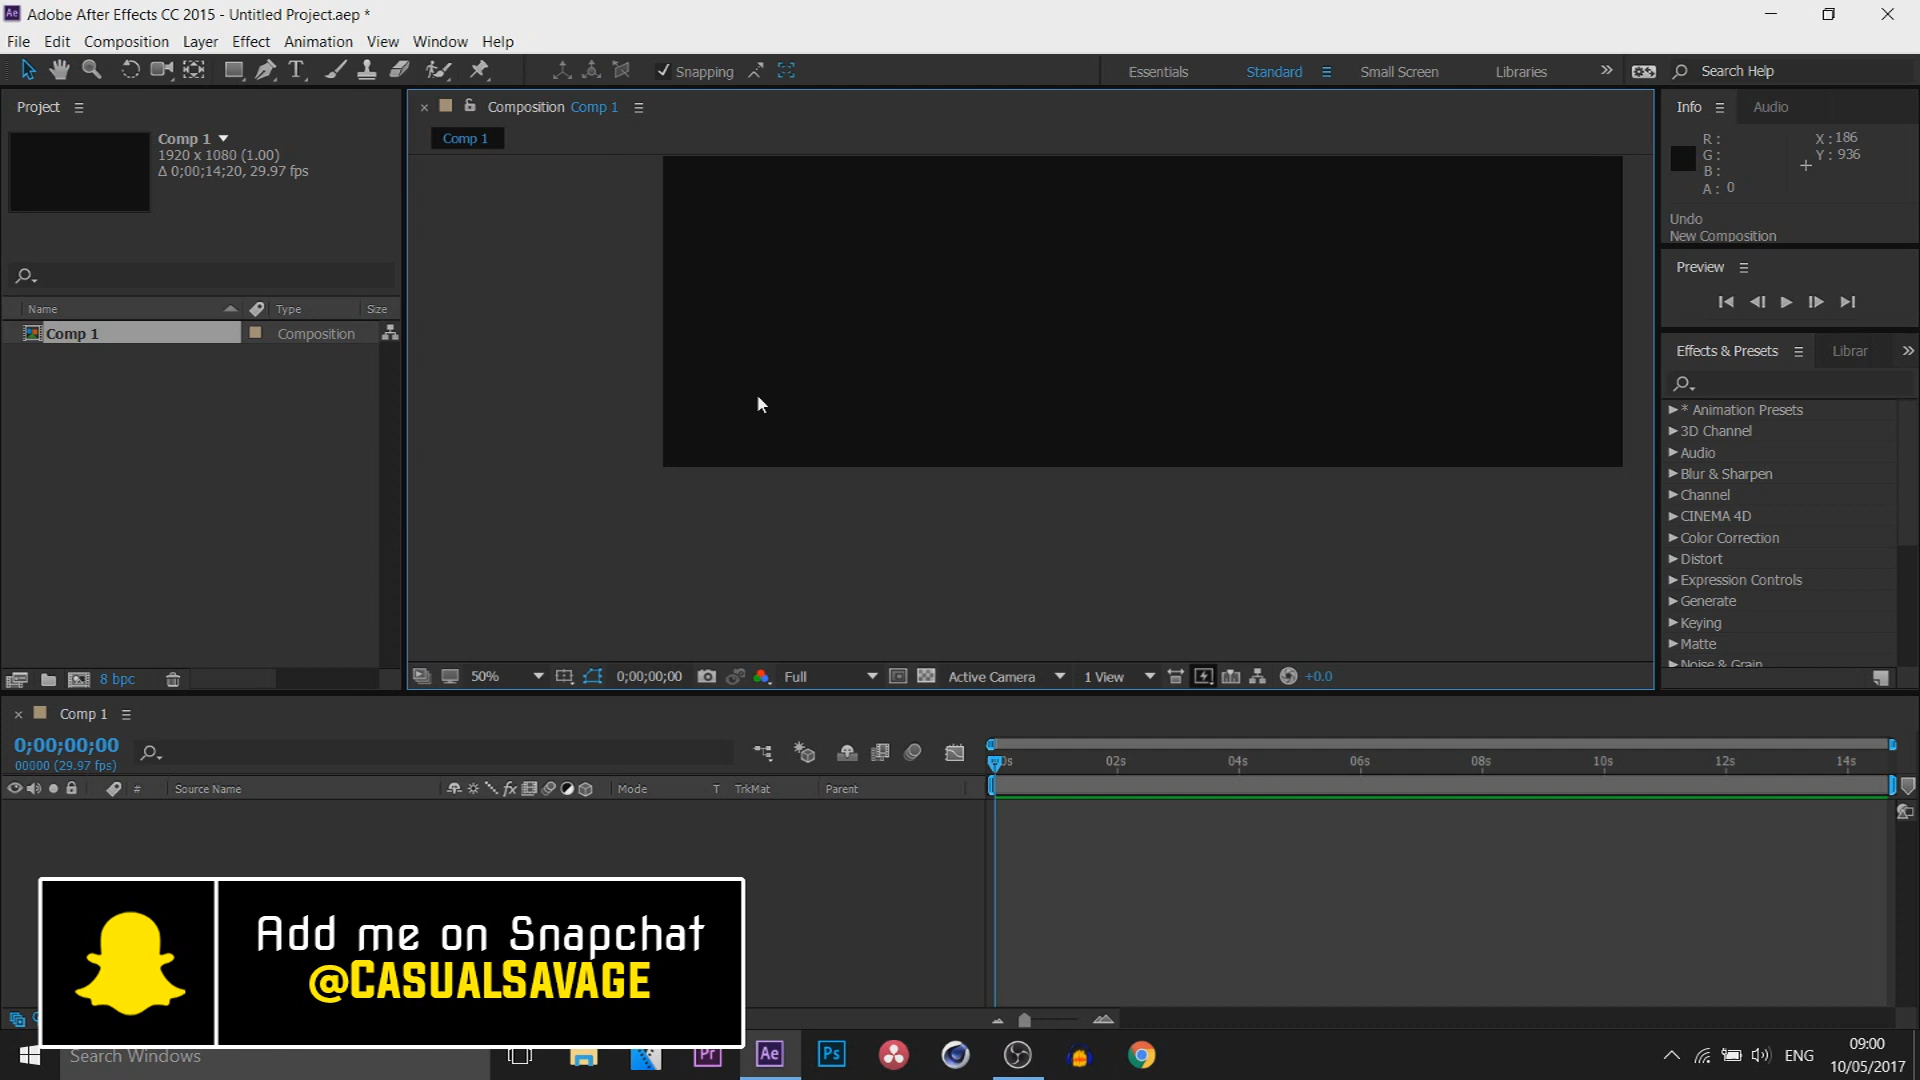 Adobe After Effects CC 2015 - Untitled Project.aep *
File Edit Composition Layer Effect Animation View Window Help
Snapping
Essentials Standard Small Screen Libraries Search Help
Project
Comp 1
1920 x 1080 (1.00)
Δ 0;00;14;20, 29.97 fps
Name Type Size
Comp 1 Composition
8 bpc
Composition Comp 1
Comp 1
50% 0;00;00;00 Full Active Camera 1 View +0.0
Info Audio
R :
G :
B :
A : 0
X : 186
Y : 936
Undo
New Composition
Preview
Effects & Presets Librar
* Animation Presets
3D Channel
Audio
Blur & Sharpen
Channel
CINEMA 4D
Color Correction
Distort
Expression Controls
Generate
Keying
Matte
Noise & Grain
Comp 1
0;00;00;00
00000 (29.97 fps)
# Source Name fx Mode T TrkMat Parent
02s 04s 06s 08s 10s 12s 14s
Add me on Snapchat
@CASUALSAVAGE
Search Windows
Pr Ae Ps
ENG
09:00
10/05/2017